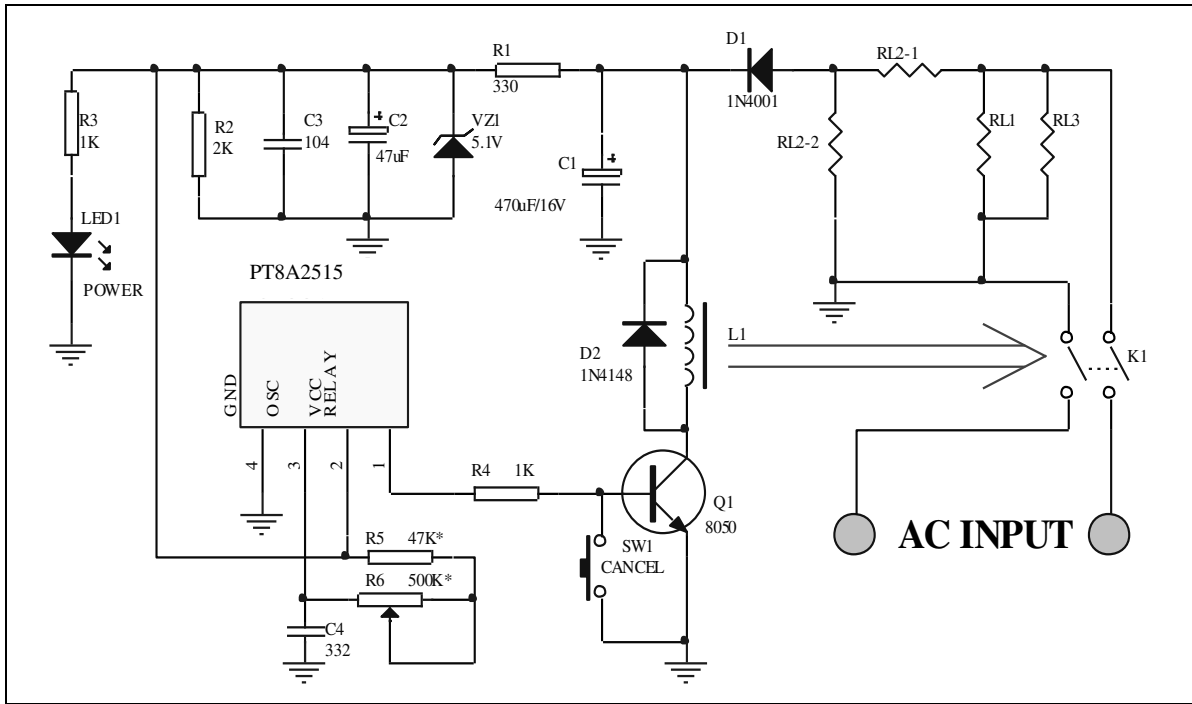 R1
330
D1
1N4001
RL2-1
R3
1K
R2
2K
C3
104
C2
47uF
VZ1
5.1V
C1
470uF/16V
RL2-2
RL1
RL3
LED1
POWER
PT8A2515
GND
OSC
VCC
RELAY
4
3
2
1
D2
1N4148
L1
K1
R4 1K
Q1
8050
SW1
CANCEL
AC INPUT
R5 47K*
R6 500K*
C4
332